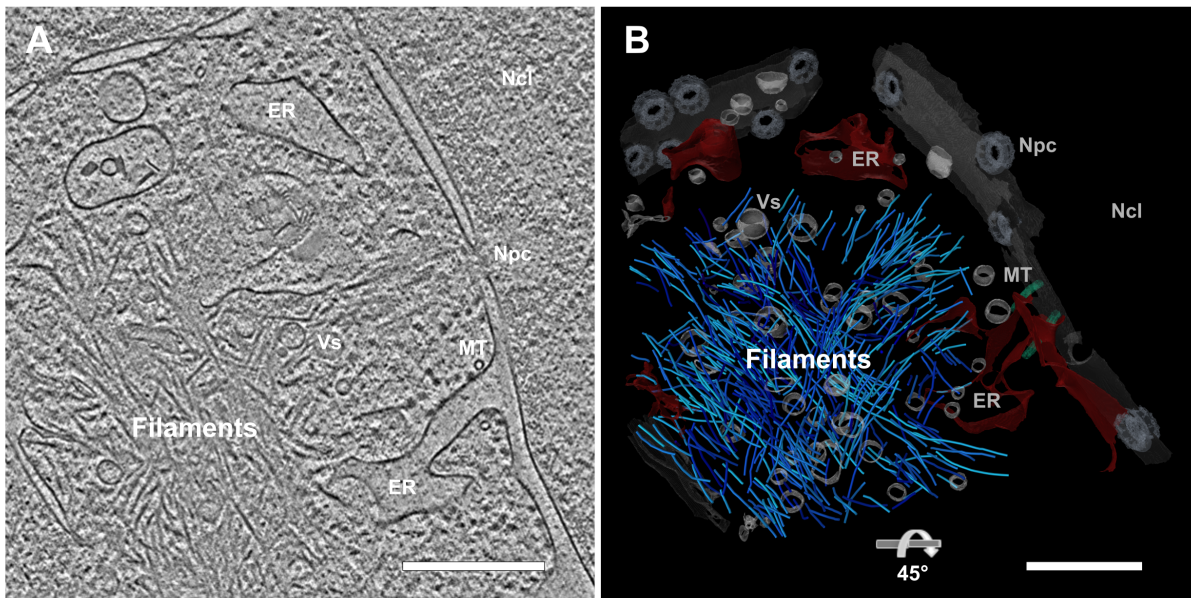 A
Ncl
ER
Npc
Vs
MT
Filaments
ER
B
Npc
ER
Vs
Ncl
MT
Filaments
ER
45°